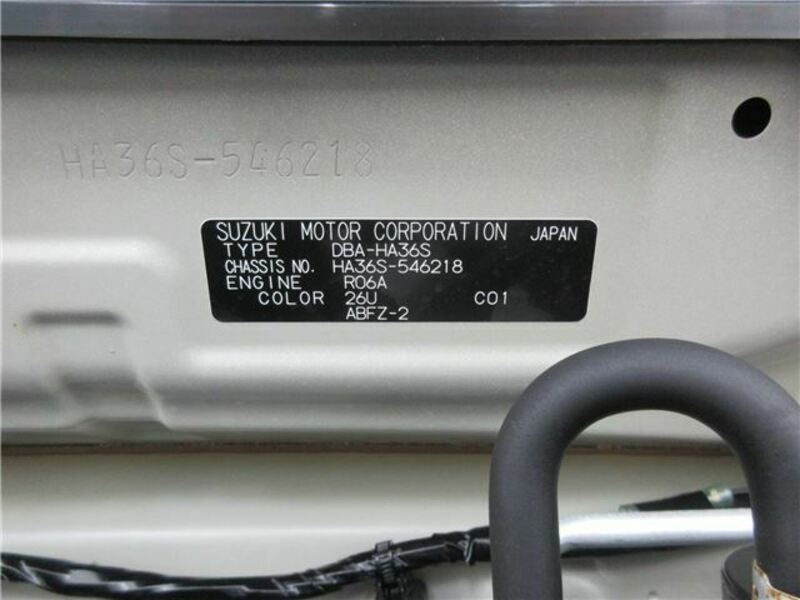 HA36S-546218
SUZUKI MOTOR CORPORATION JAPAN
TYPE DBA-HA36S
CHASSIS NO. HA36S-546218
ENGINE R06A
COLOR 26U C01
ABFZ-2